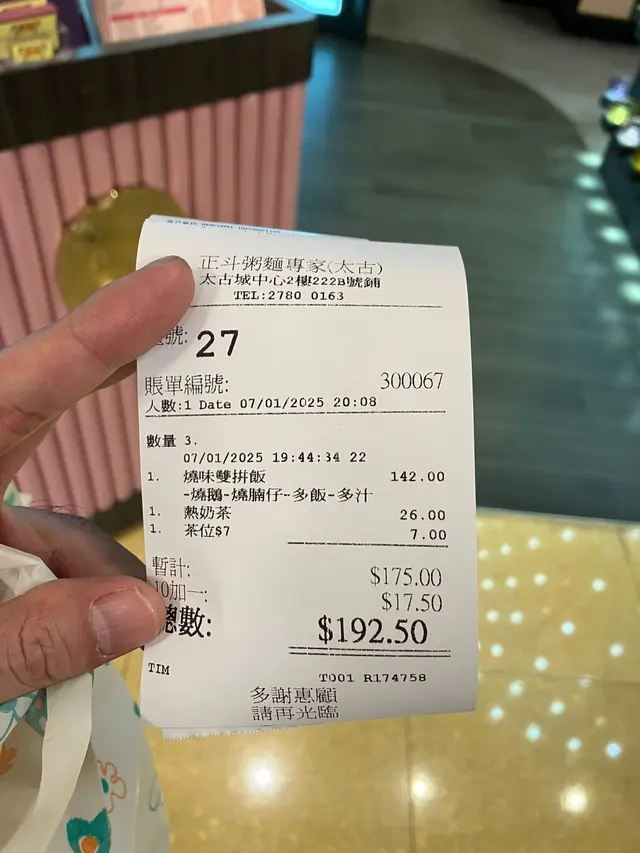 正斗粥麵專家(太古)
太古城中心2樓222B號鋪
TEL:2780 0163
號: 27
賬單編號: 300067
人數:1 Date 07/01/2025 20:08
數量 3.
07/01/2025 19:44:34 22
1. 燒味雙拼飯 142.00
-燒鵝-燒腩仔-多飯-多汁
1. 熱奶茶 26.00
1. 茶位$7 7.00
暫計: $175.00
10加一: $17.50
總數: $192.50
TIM T001 R174758
多謝惠顧
請再光臨